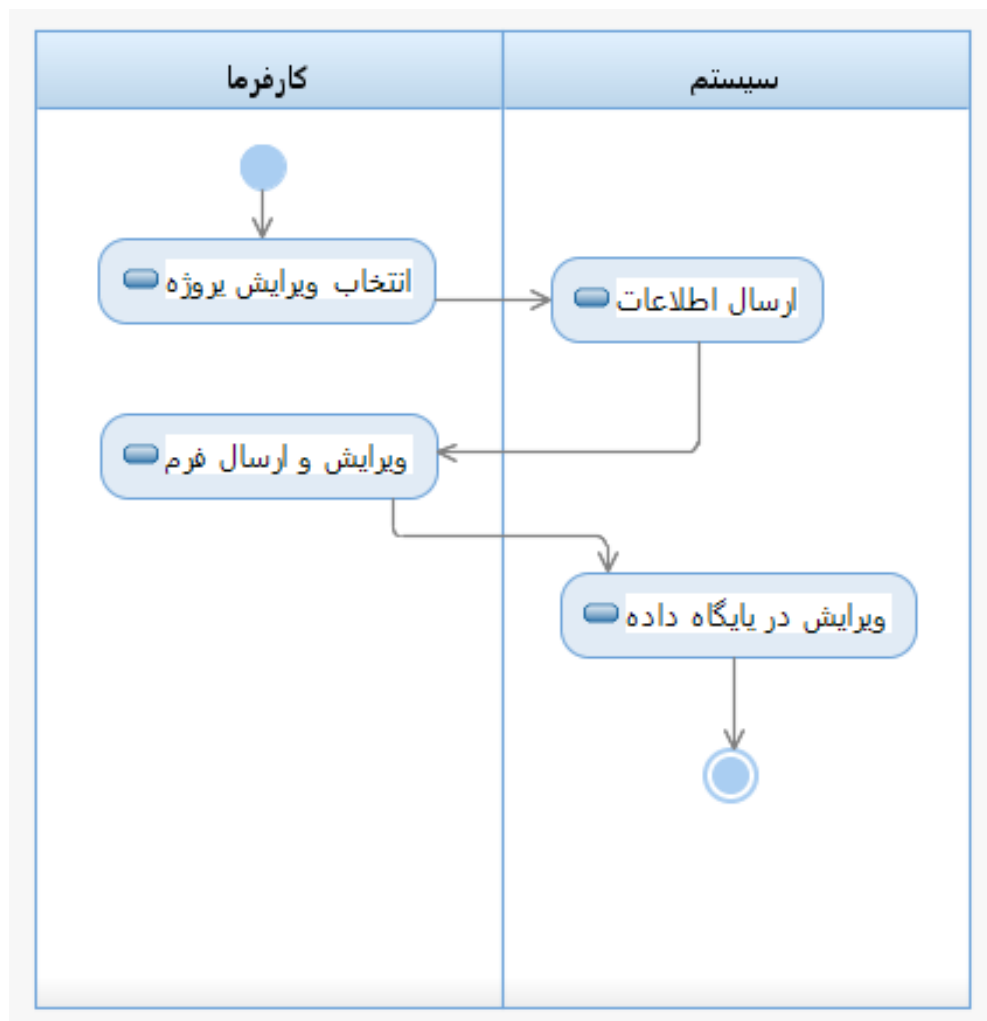 کارفرما
سیستم
انتخاب ویرایش پروژه
ارسال اطلاعات
ویرایش و ارسال فرم
ویرایش در پایگاه داده